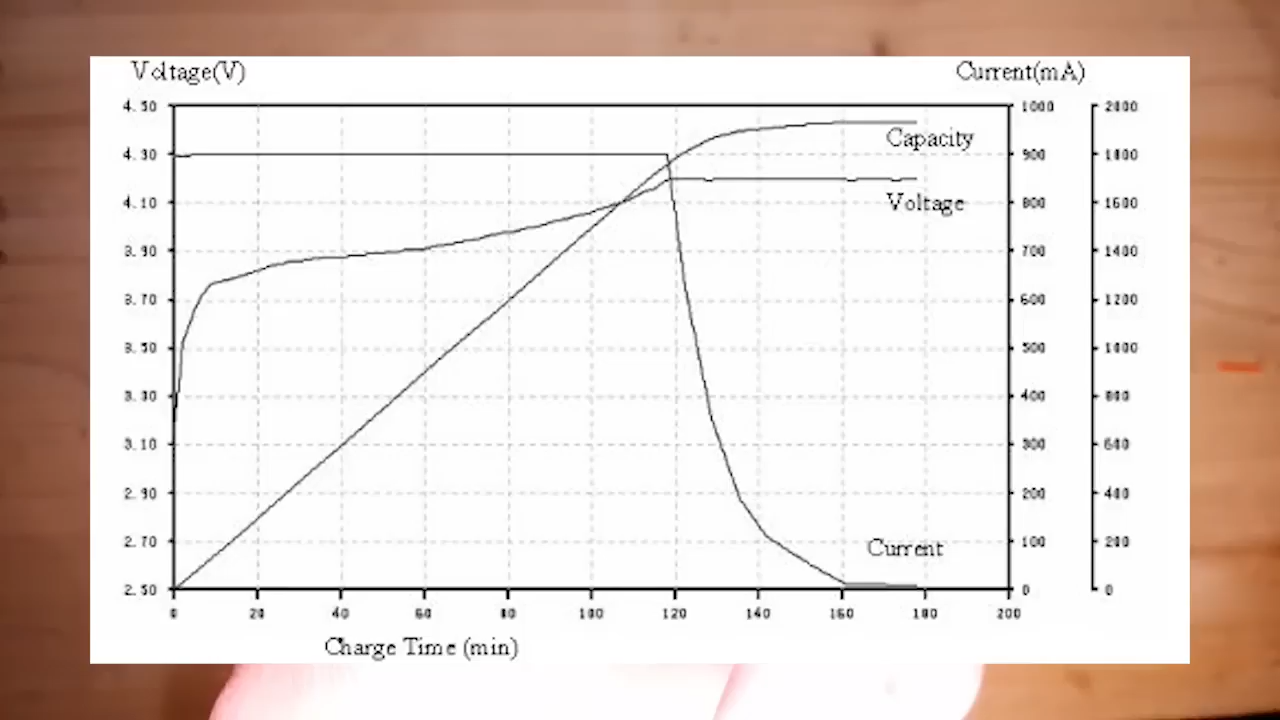 Voltage(V) Current(mA)
4.50 1000 2000
4.30 900 1800
4.10 800 1600
3.90 700 1400
3.70 600 1200
3.50 500 1000
3.30 400 800
3.10 300 640
2.90 200 440
2.70 100 240
2.50 0 0
Capacity
Voltage
Current
0 20 40 60 80 100 120 140 160 180 200
Charge Time (min)